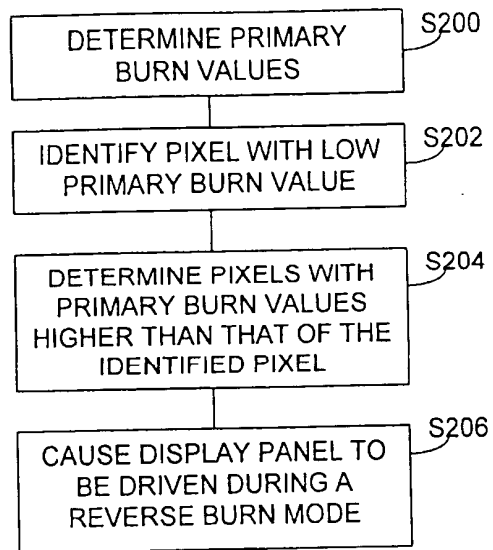 DETERMINE PRIMARY
BURN VALUES
S200
IDENTIFY PIXEL WITH LOW
PRIMARY BURN VALUE
S202
DETERMINE PIXELS WITH
PRIMARY BURN VALUES
HIGHER THAN THAT OF THE
IDENTIFIED PIXEL
S204
CAUSE DISPLAY PANEL TO
BE DRIVEN DURING A
REVERSE BURN MODE
S206